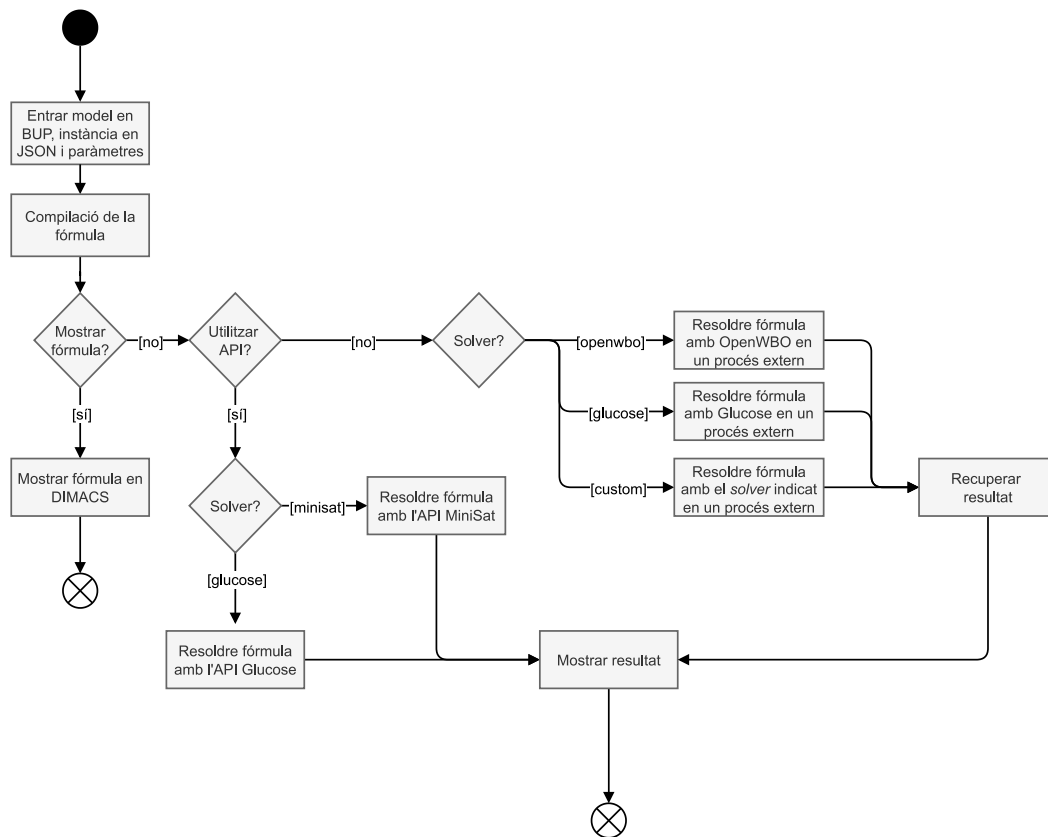 Entrar model en
BUP, instància en
JSON i paràmetres
Compilació de la
fórmula
Mostrar
fórmula?
[no]
Utilitzar
API?
[no]
Solver?
[openwbo]
Resoldre fórmula
amb OpenWBO en
un procés extern
[sí]
[sí]
[glucose]
Resoldre fórmula
amb Glucose en un
procés extern
Mostrar fórmula en
DIMACS
Solver?
[minisat]
Resoldre fórmula
amb l'API MiniSat
[custom]
Resoldre fórmula
amb el solver indicat
en un procés extern
Recuperar
resultat
[glucose]
Resoldre fórmula
amb l'API Glucose
Mostrar resultat